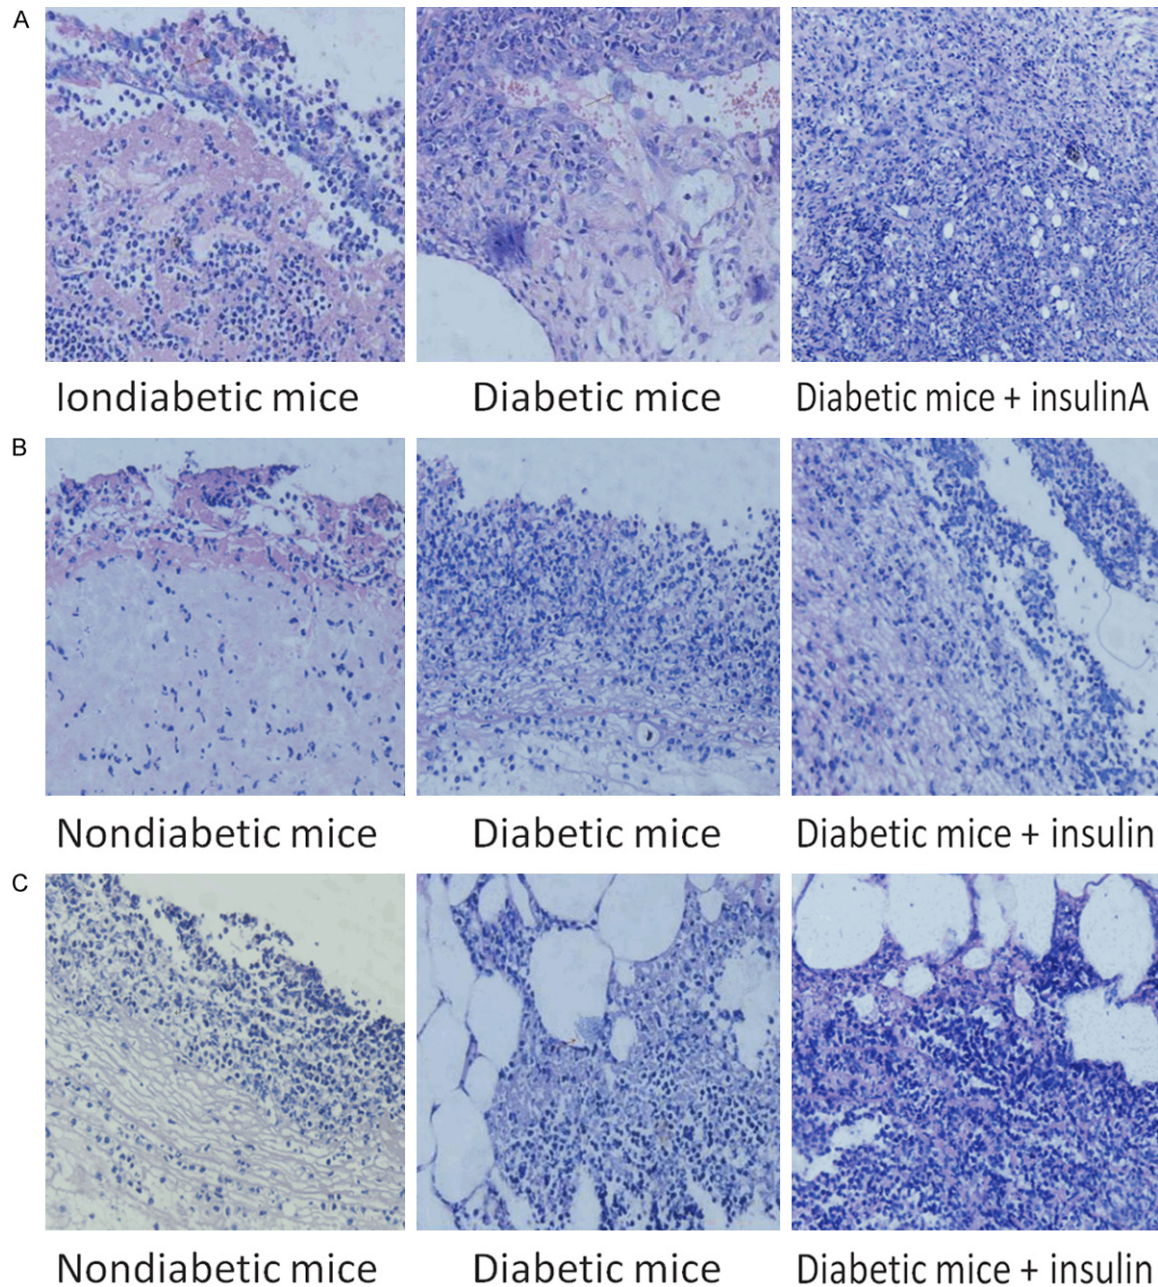 A
Iondiabetic mice
Diabetic mice
Diabetic mice + insulinA
B
Nondiabetic mice
Diabetic mice
Diabetic mice + insulin
C
Nondiabetic mice
Diabetic mice
Diabetic mice + insulin